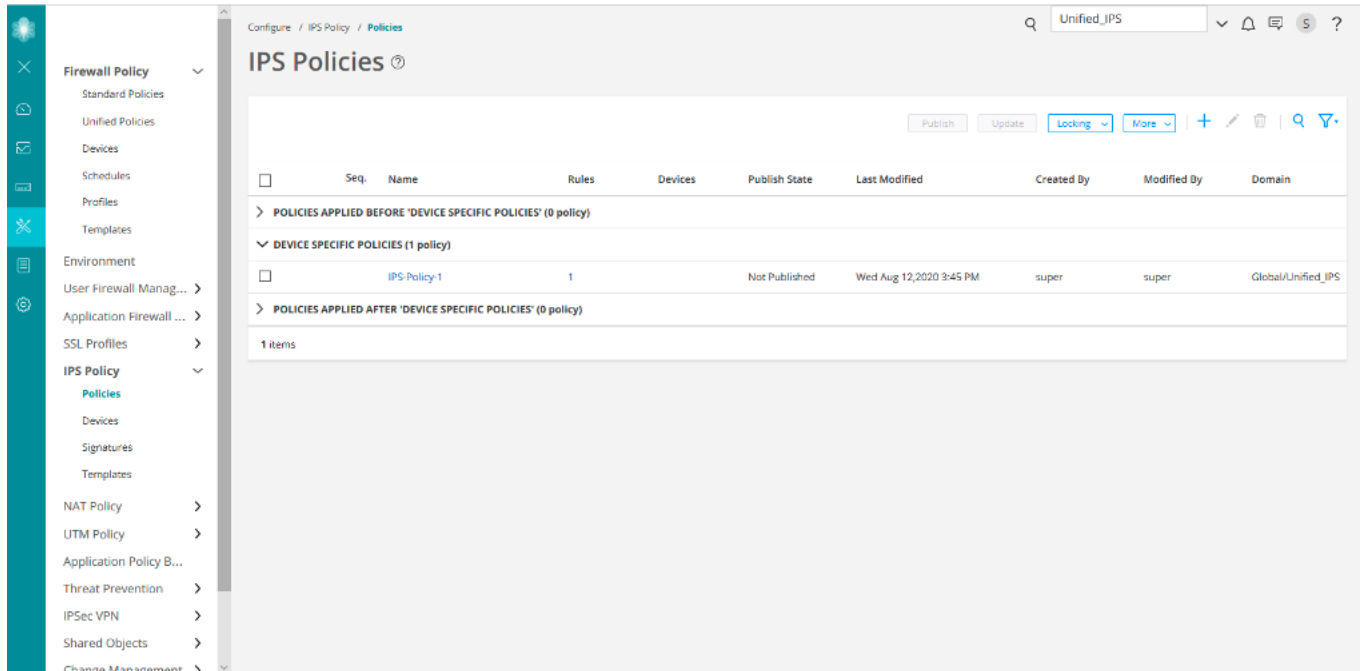 Configure / IPS Policy / Policies
Unified_IPS
S
?
IPS Policies ?
Firewall Policy
Standard Policies
Unified Policies
Devices
Schedules
Profiles
Templates
Environment
User Firewall Manag...
Application Firewall ...
SSL Profiles
IPS Policy
Policies
Devices
Signatures
Templates
NAT Policy
UTM Policy
Application Policy B...
Threat Prevention
IPSec VPN
Shared Objects
Change Management
Publish Update Locking More
Seq. Name Rules Devices Publish State Last Modified Created By Modified By Domain
POLICIES APPLIED BEFORE 'DEVICE SPECIFIC POLICIES' (0 policy)
DEVICE SPECIFIC POLICIES (1 policy)
IPS-Policy-1 1 Not Published Wed Aug 12,2020 3:45 PM super super Global/Unified_IPS
POLICIES APPLIED AFTER 'DEVICE SPECIFIC POLICIES' (0 policy)
1 items